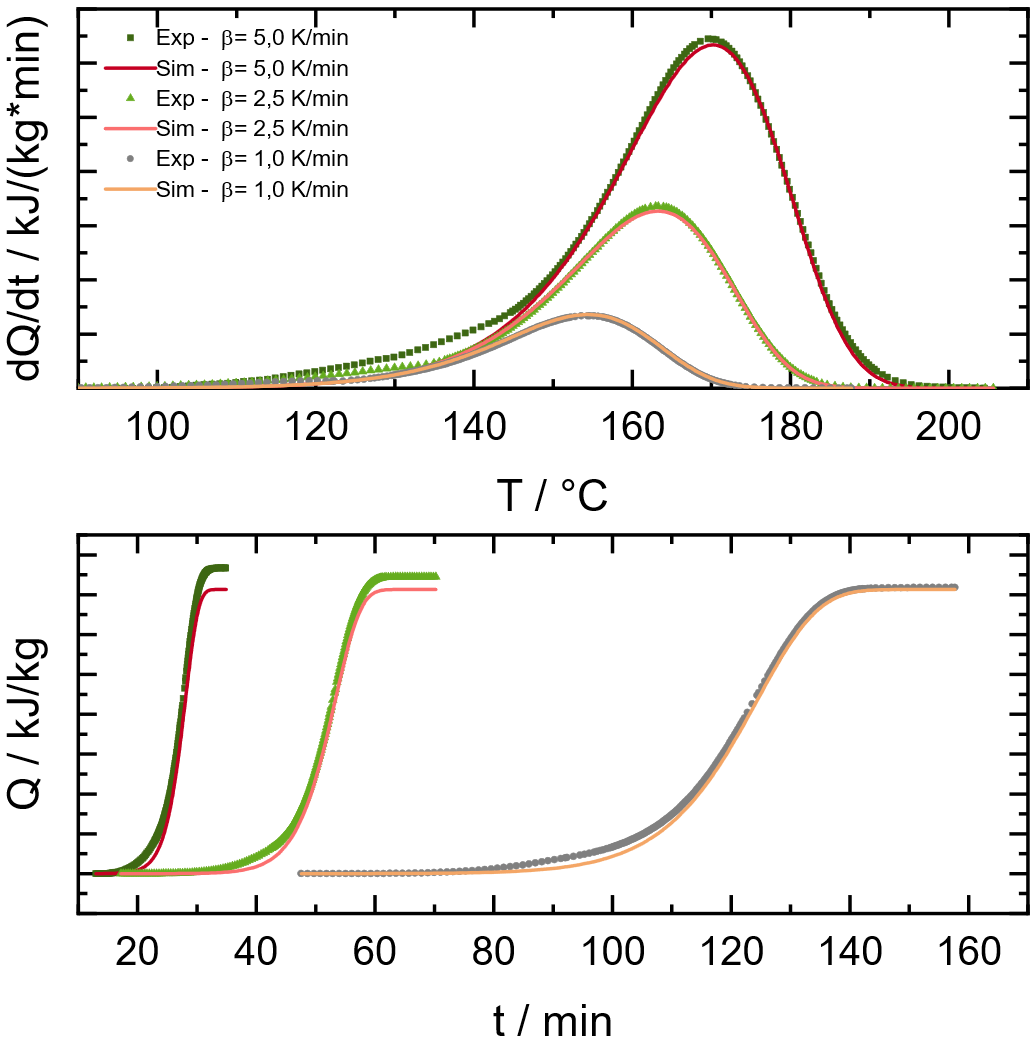 dQ/dt / kJ/(kg*min)
Exp - β= 5,0 K/min
Sim - β= 5,0 K/min
Exp - β= 2,5 K/min
Sim - β= 2,5 K/min
Exp - β= 1,0 K/min
Sim - β= 1,0 K/min
100 120 140 160 180 200
T / °C
Q / kJ/kg
20 40 60 80 100 120 140 160
t / min